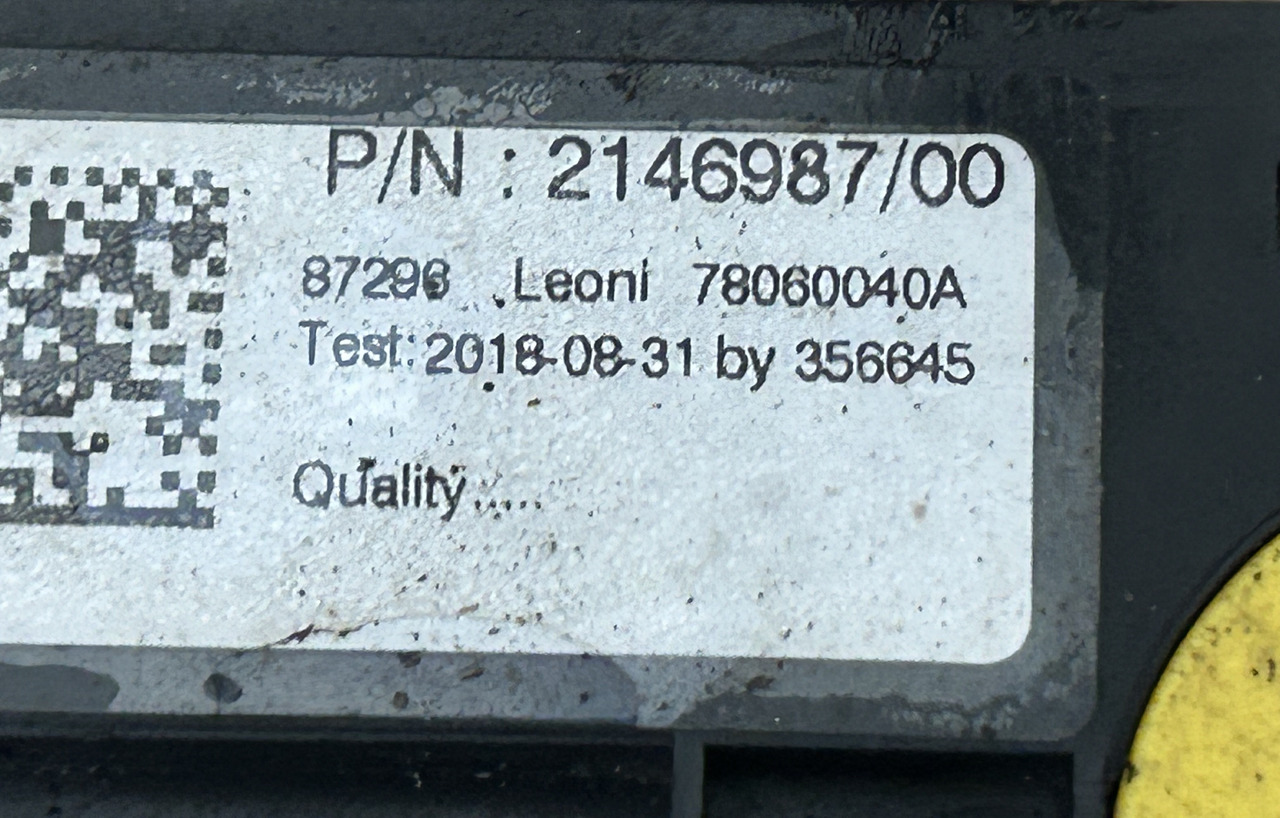 P/N : 2146987/00
87296 Leoni 78060040A
Test: 2018-08-31 by 356645
Quality.....